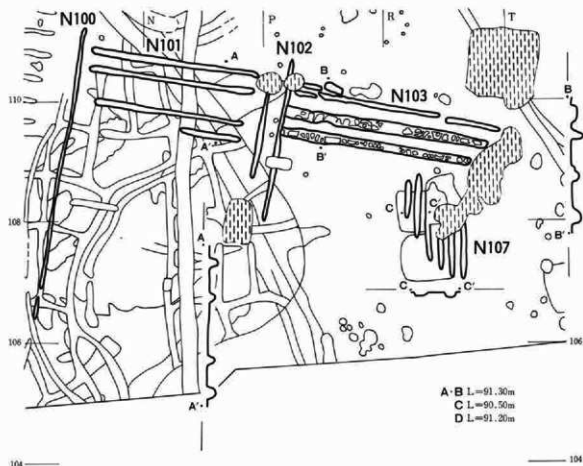 N100
N101
N102
N103
N107
N
P
R
T
A
B
A'
B'
C
C'
A
A'
C
C'
B
B'
110
108
106
104
106
104
A・B L=91.30m
C L=90.50m
D L=91.20m